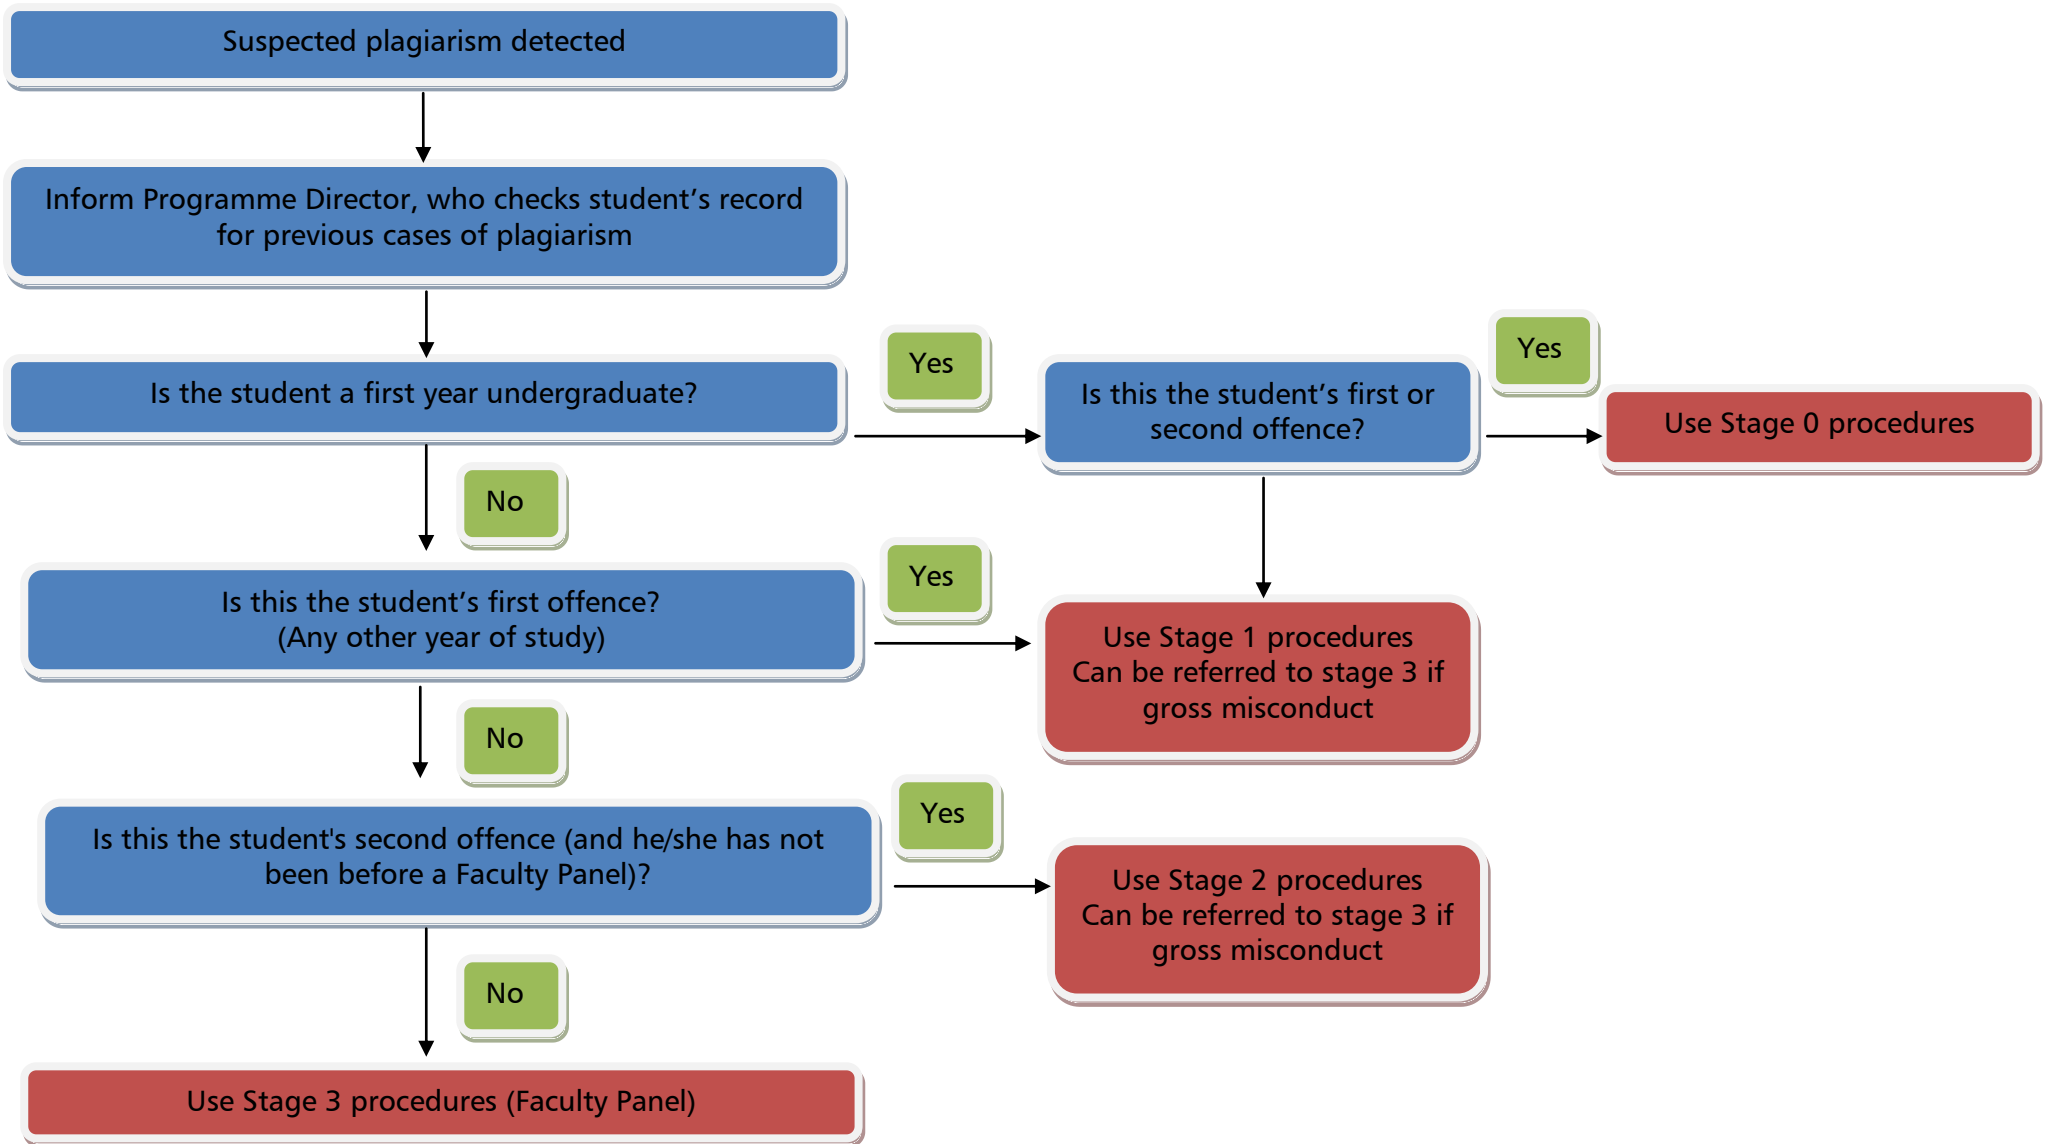 Suspected plagiarism detected
Inform Programme Director, who checks student’s record
for previous cases of plagiarism
Is the student a first year undergraduate?
Yes
Is this the student’s first or
second offence?
Yes
Use Stage 0 procedures
No
Is this the student’s first offence?
(Any other year of study)
Yes
Use Stage 1 procedures
Can be referred to stage 3 if
gross misconduct
No
Is this the student's second offence (and he/she has not
been before a Faculty Panel)?
Yes
Use Stage 2 procedures
Can be referred to stage 3 if
gross misconduct
No
Use Stage 3 procedures (Faculty Panel)